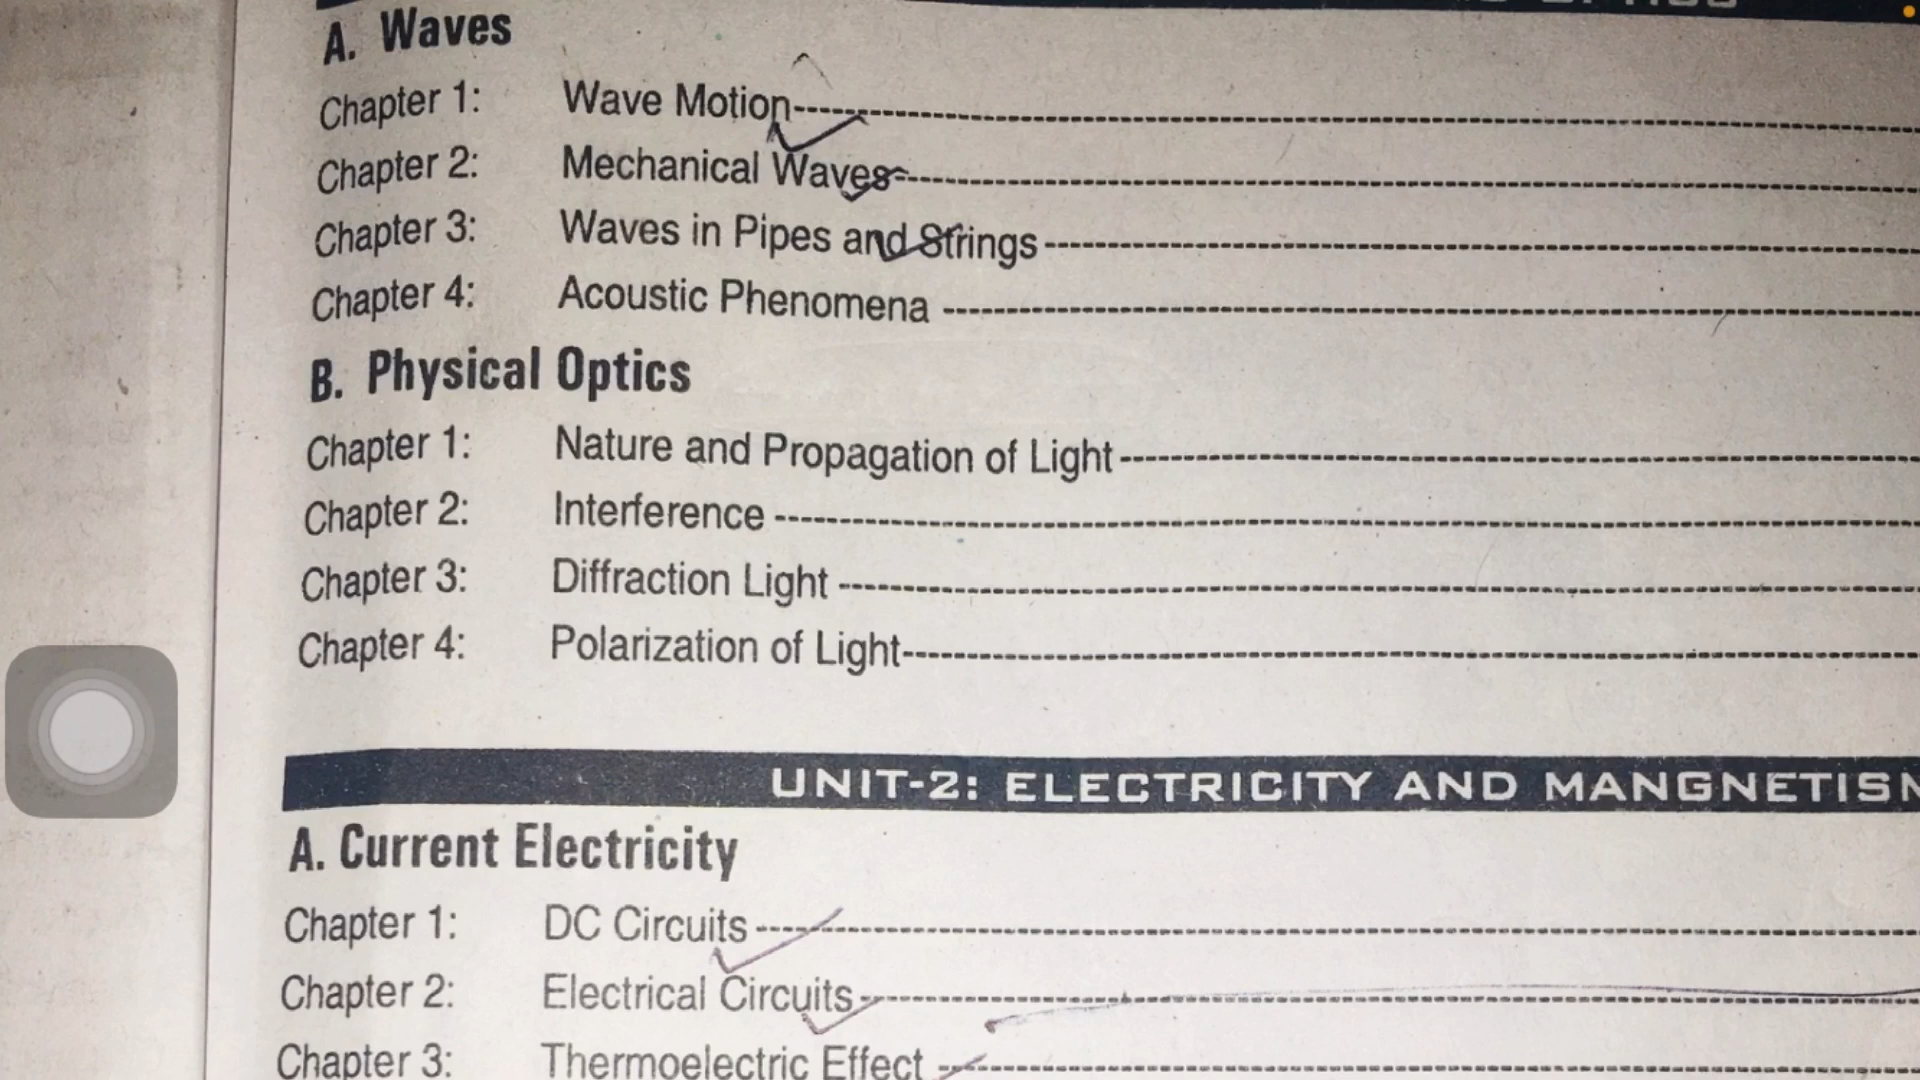 A. Waves
Chapter 1: Wave Motion
Chapter 2: Mechanical Waves
Chapter 3: Waves in Pipes and Strings
Chapter 4: Acoustic Phenomena
B. Physical Optics
Chapter 1: Nature and Propagation of Light
Chapter 2: Interference
Chapter 3: Diffraction Light
Chapter 4: Polarization of Light
UNIT-2: ELECTRICITY AND MANGNETISM
A. Current Electricity
Chapter 1: DC Circuits
Chapter 2: Electrical Circuits
Chapter 3: Thermoelectric Effect